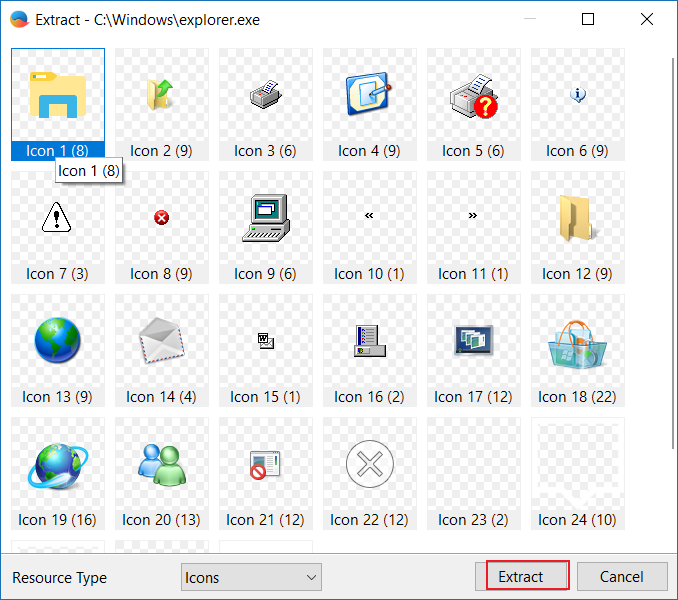 Extract - C:\Windows\explorer.exe
Icon 1 (8) Icon 2 (9) Icon 3 (6) Icon 4 (9) Icon 5 (6) Icon 6 (9)
Icon 1 (8)
Icon 7 (3) Icon 8 (9) Icon 9 (6) Icon 10 (1) Icon 11 (1) Icon 12 (9)
Icon 13 (9) Icon 14 (4) Icon 15 (1) Icon 16 (2) Icon 17 (12) Icon 18 (22)
Icon 19 (16) Icon 20 (13) Icon 21 (12) Icon 22 (12) Icon 23 (2) Icon 24 (10)
Resource Type Icons Extract Cancel